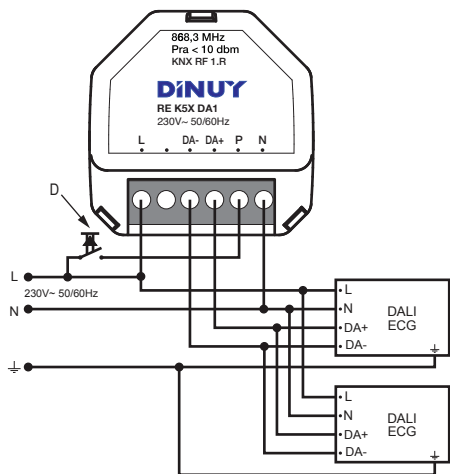 868,3 MHz
Pra < 10 dbm
KNX RF 1.R
DiNUY
RE K5X DA1
230V~ 50/60Hz
L DA- DA+ P N
D
L
230V~ 50/60Hz
N
L
N
DA+
DA-
DALI
ECG
L
N
DA+
DA-
DALI
ECG